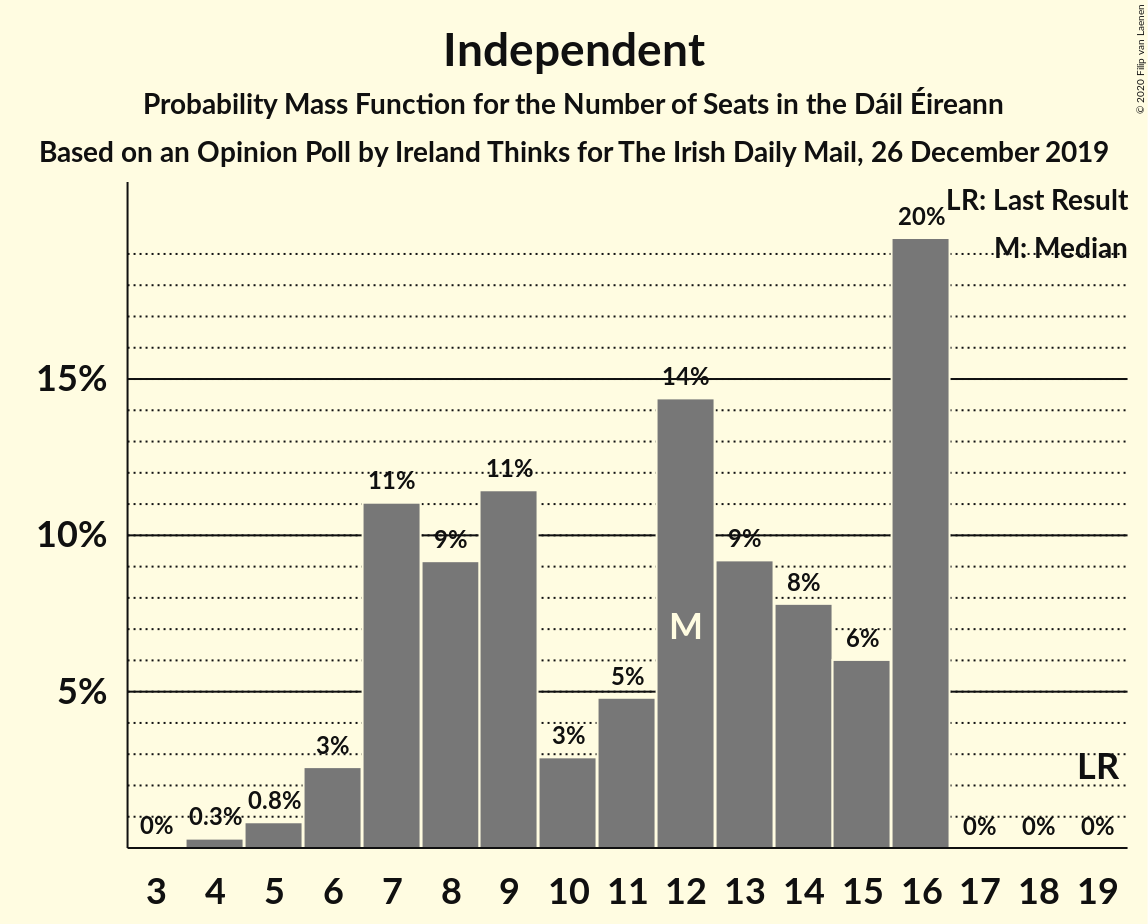 Independent
Probability Mass Function for the Number of Seats in the Dáil Éireann
Based on an Opinion Poll by Ireland Thinks for The Irish Daily Mail, 26 December 2019
© 2020 Filip van Laenen
LR: Last Result
M: Median
15%
10%
5%
0% 0.3% 0.8% 3% 11% 9% 11% 3% 5% 14% 9% 8% 6% 20% 0% 0% 0%
M
LR
3 4 5 6 7 8 9 10 11 12 13 14 15 16 17 18 19